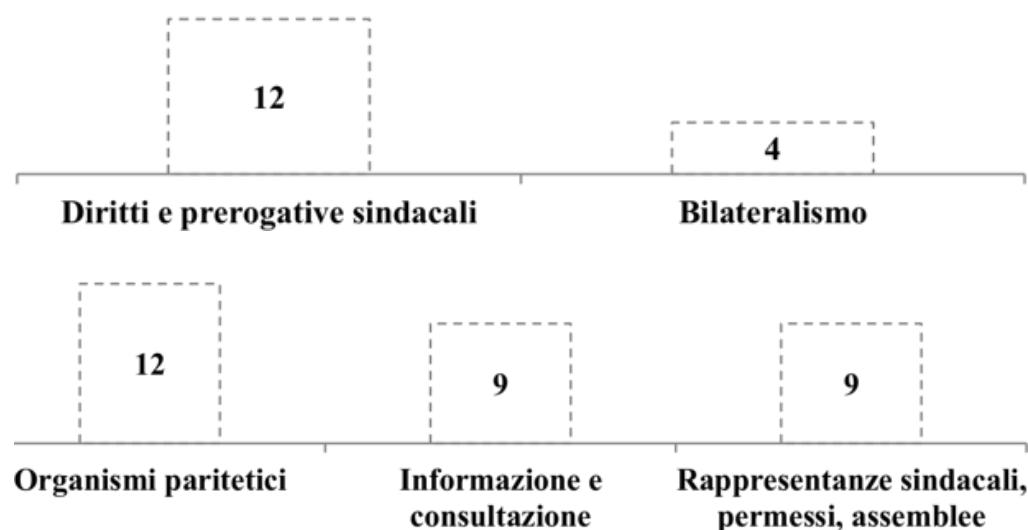 12
4
Diritti e prerogative sindacali
Bilateralismo
12
9
9
Organismi paritetici
Informazione e
consultazione
Rappresentanze sindacali,
permessi, assemblee